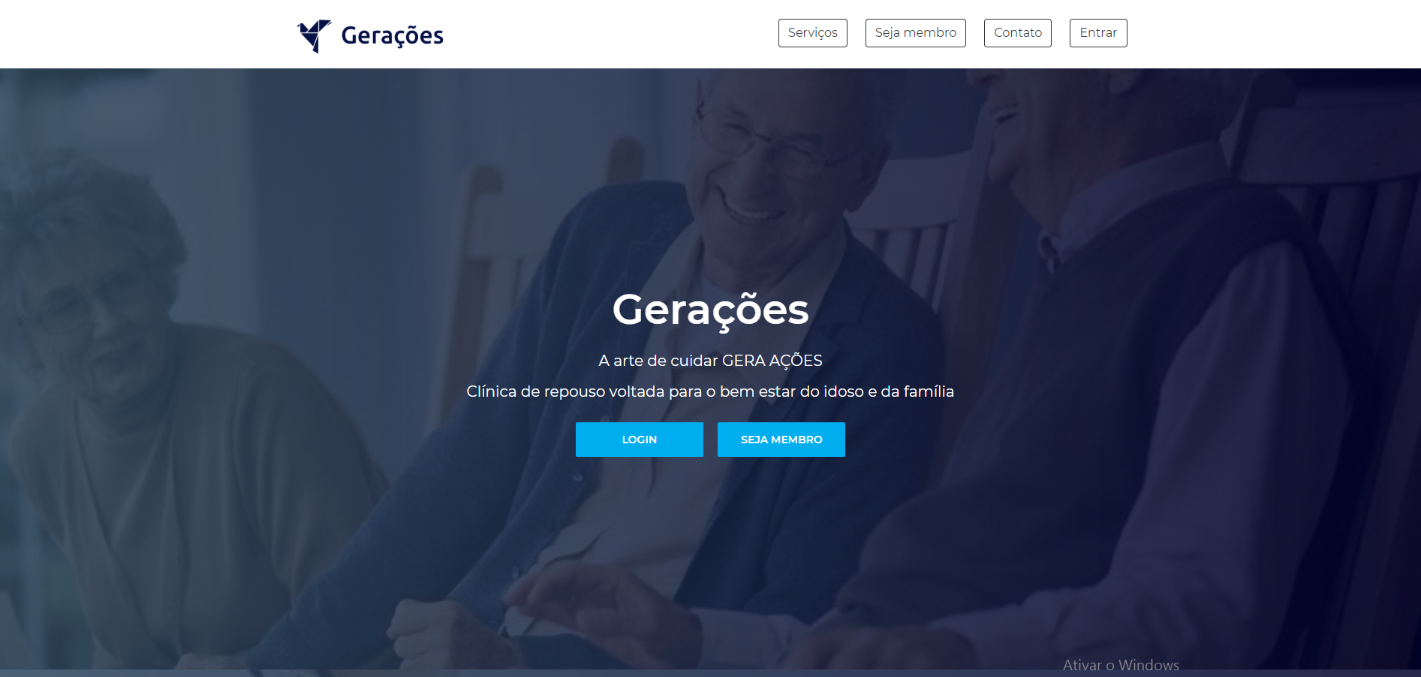 Gerações
Serviços
Seja membro
Contato
Entrar
Gerações
A arte de cuidar GERA AÇÕES
Clínica de repouso voltada para o bem estar do idoso e da família
LOGIN
SEJA MEMBRO
Ativar o Windows